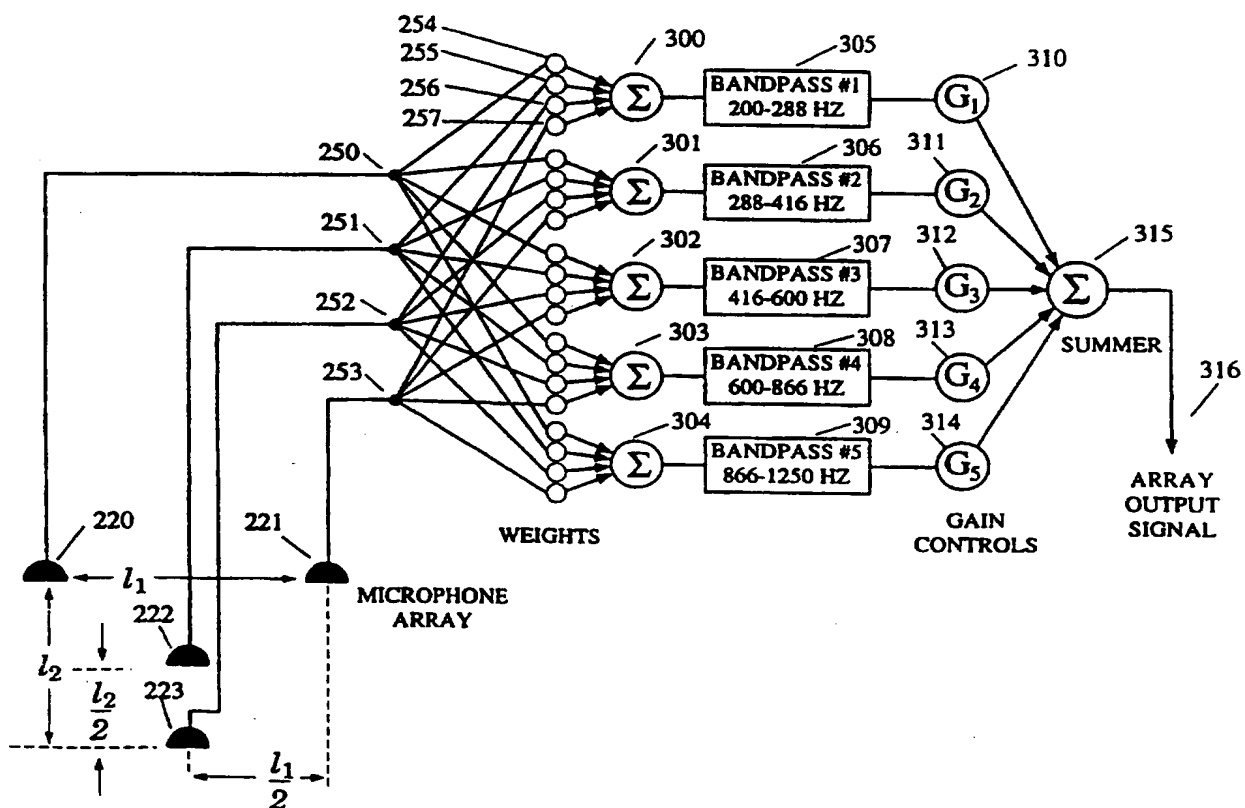 254
255
256
257
300
305
310
BANDPASS #1
200-288 HZ
G1
Σ
250
301
306
311
BANDPASS #2
288-416 HZ
G2
Σ
251
302
307
312
315
BANDPASS #3
416-600 HZ
G3
Σ
Σ
SUMMER
252
303
308
313
BANDPASS #4
600-866 HZ
G4
Σ
316
253
304
309
314
BANDPASS #5
866-1250 HZ
G5
Σ
ARRAY
OUTPUT
SIGNAL
WEIGHTS
GAIN
CONTROLS
220
221
l1
MICROPHONE
ARRAY
222
l2
l2
2
223
l1
2